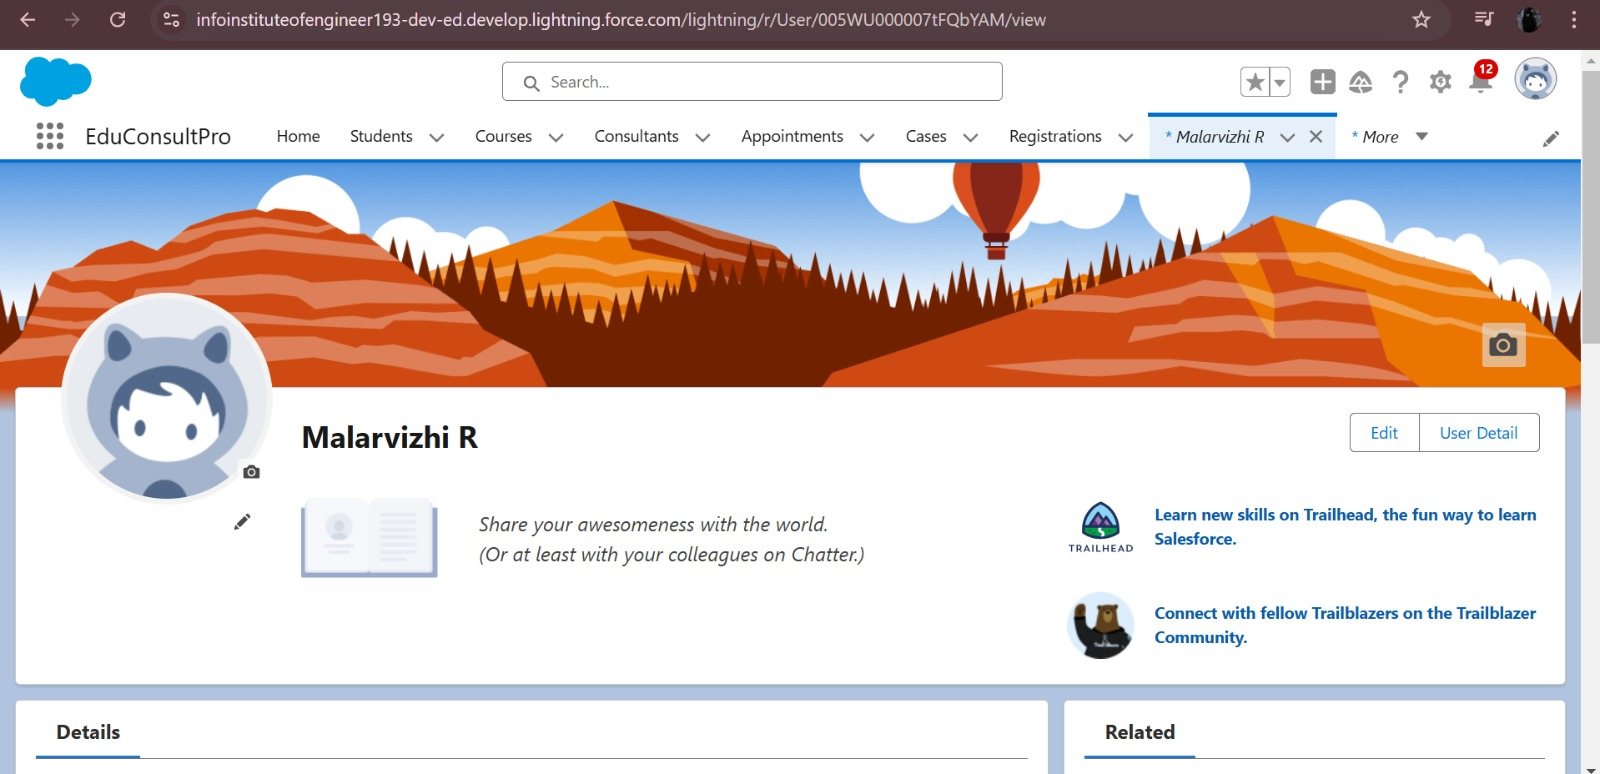 infoinstituteofengineer193-dev-ed.develop.lightning.force.com/lightning/r/User/005WU000007tFQbYAM/view
Search...
12
EduConsultPro
Home
Students
Courses
Consultants
Appointments
Cases
Registrations
* Malarvizhi R
* More
Malarvizhi R
Edit
User Detail
Share your awesomeness with the world.
(Or at least with your colleagues on Chatter.)
TRAILHEAD
Learn new skills on Trailhead, the fun way to learn
Salesforce.
Connect with fellow Trailblazers on the Trailblazer
Community.
Details
Related